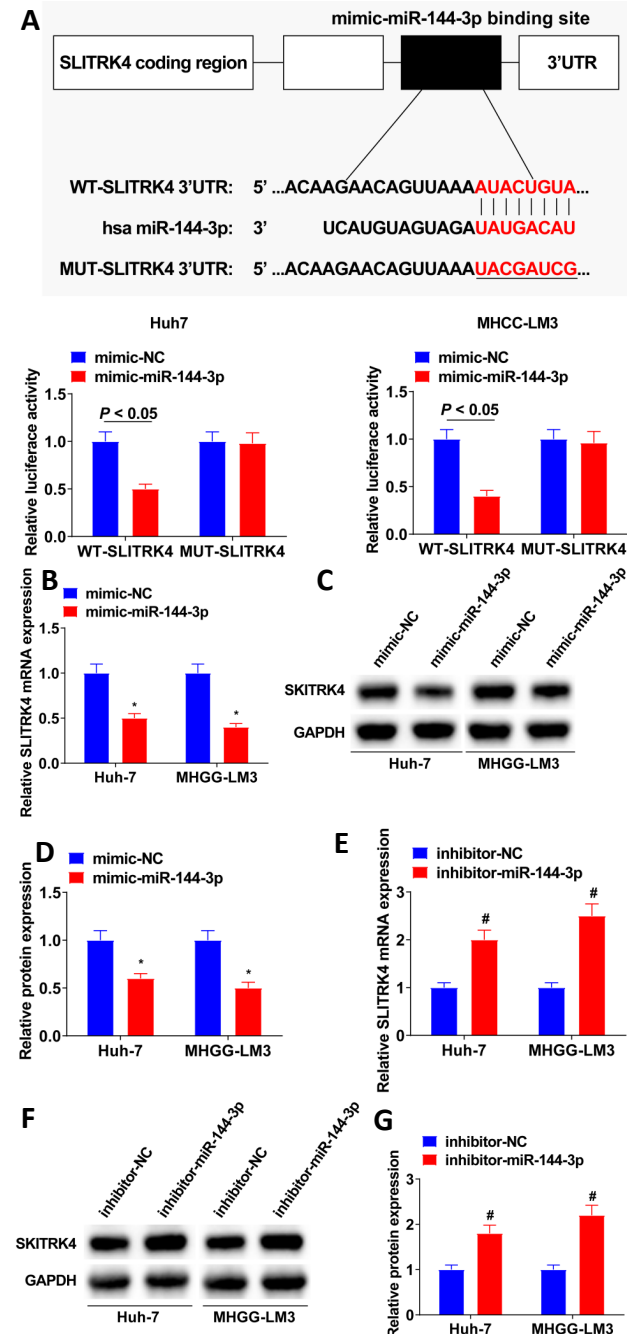 A
mimic-miR-144-3p binding site
SLITRK4 coding region
3'UTR
WT-SLITRK4 3'UTR: 5' ...ACAAGAACAGUUAAAAUACUGUA...
hsa miR-144-3p: 3' UCAUGUAGUAGAUAUGACAU
MUT-SLITRK4 3'UTR: 5' ...ACAAGAACAGUUAAAUACGAUCG...
Huh7
mimic-NC
mimic-miR-144-3p
Relative luciferace activity
1.5
1.0
0.5
0.0
P < 0.05
WT-SLITRK4
MUT-SLITRK4
MHCC-LM3
mimic-NC
mimic-miR-144-3p
Relative luciferace activity
1.5
1.0
0.5
0.0
P < 0.05
WT-SLITRK4
MUT-SLITRK4
B
mimic-NC
mimic-miR-144-3p
Relative SLITRK4 mRNA expression
1.5
1.0
0.5
0.0
*
*
Huh-7
MHGG-LM3
C
mimic-NC
mimic-miR-144-3p
mimic-NC
mimic-miR-144-3p
SKITRK4
GAPDH
Huh-7
MHGG-LM3
D
mimic-NC
mimic-miR-144-3p
Relative protein expression
1.5
1.0
0.5
0.0
*
*
Huh-7
MHGG-LM3
E
inhibitor-NC
inhibitor-miR-144-3p
Relative SLITRK4 mRNA expression
3
2
1
0
#
#
Huh-7
MHGG-LM3
F
inhibitor-NC
inhibitor-miR-144-3p
inhibitor-NC
inhibitor-miR-144-3p
SKITRK4
GAPDH
Huh-7
MHGG-LM3
G
inhibitor-NC
inhibitor-miR-144-3p
Relative protein expression
3
2
1
0
#
#
Huh-7
MHGG-LM3